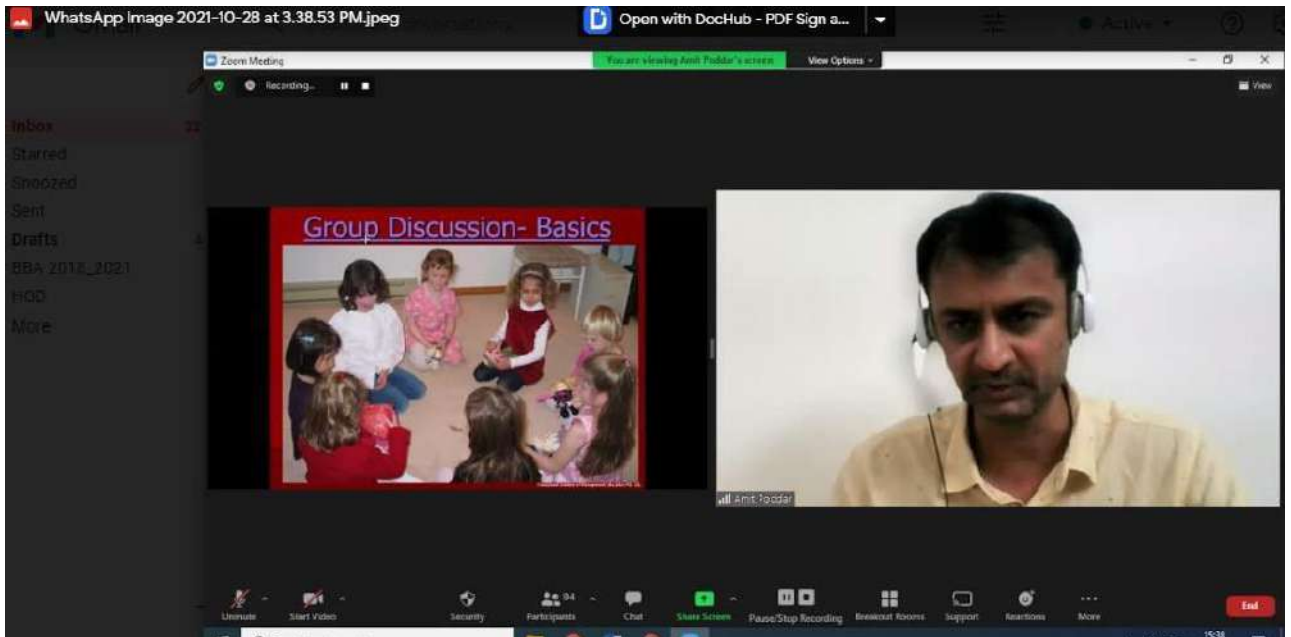 WhatsApp Image 2021-10-28 at 3.38.53 PM.jpeg
Open with DocHub - PDF Sign a...
Active
Zoom Meeting
You are viewing Amit Poddar's screen
View Options
Recording...
View
Inbox
Starred
Snoozed
Sent
Drafts
BBA 2018_2021
HOD
More
Group Discussion- Basics
Amit Poddar
Unmute
Start Video
Security
Participants
94
Chat
Share Screen
Pause/Stop Recording
Breakout Rooms
Support
Reactions
More
End
15:38